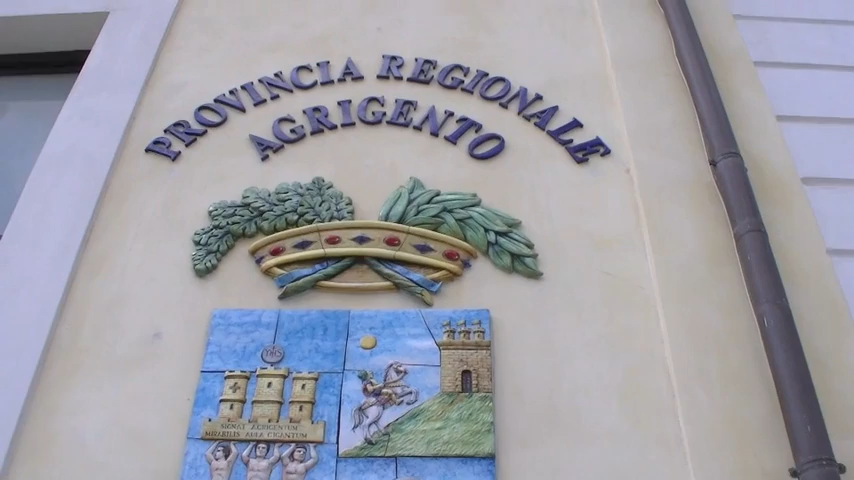 PROVINCIA REGIONALE
AGRIGENTO
SIGNAT AGRIGENTUM
MIRABILIS AULA GIGANTUM